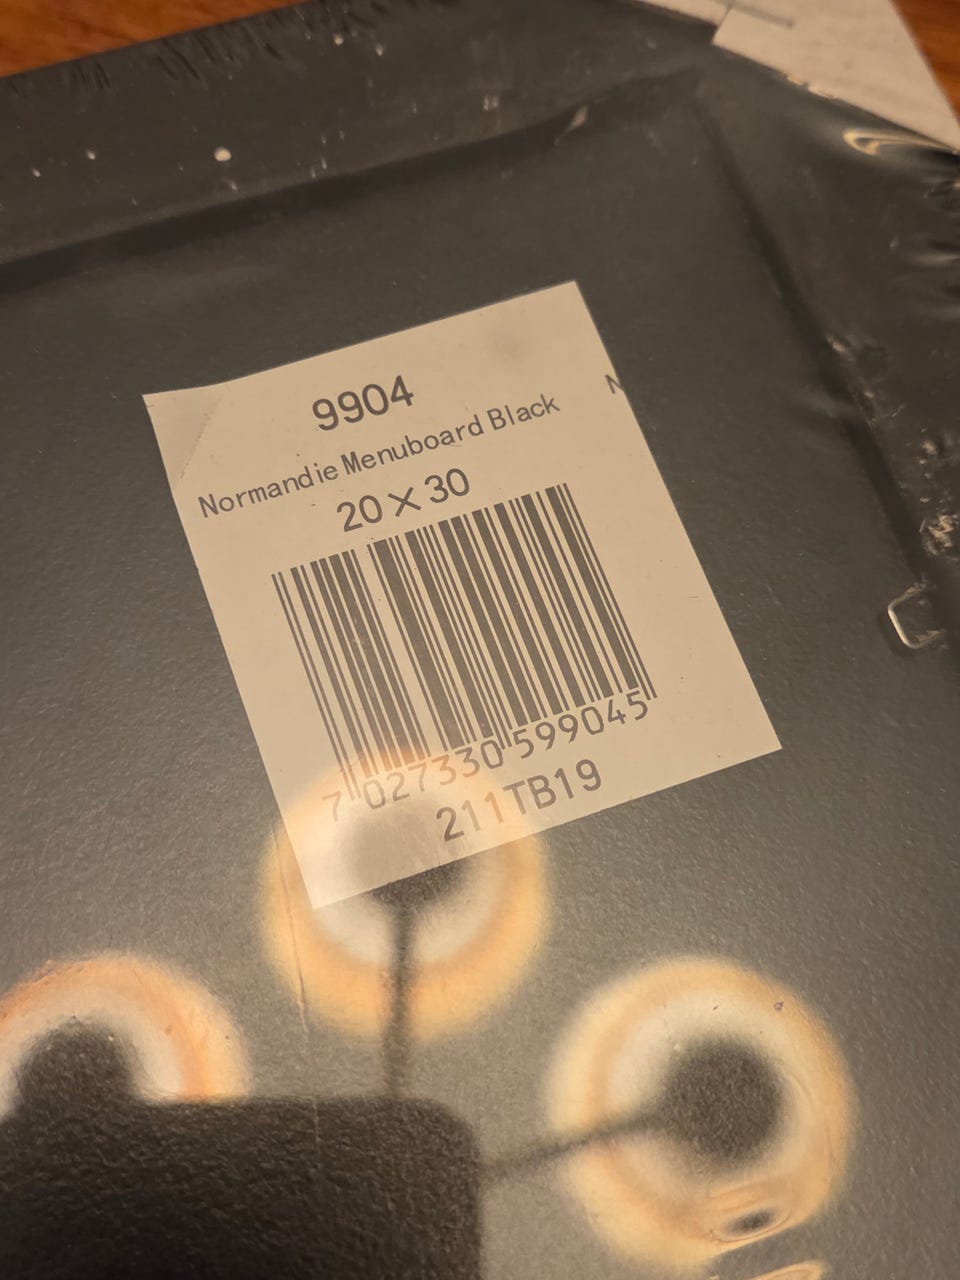 9904
Normandie Menuboard Black
20×30
7 027330 599045
211TB19
N